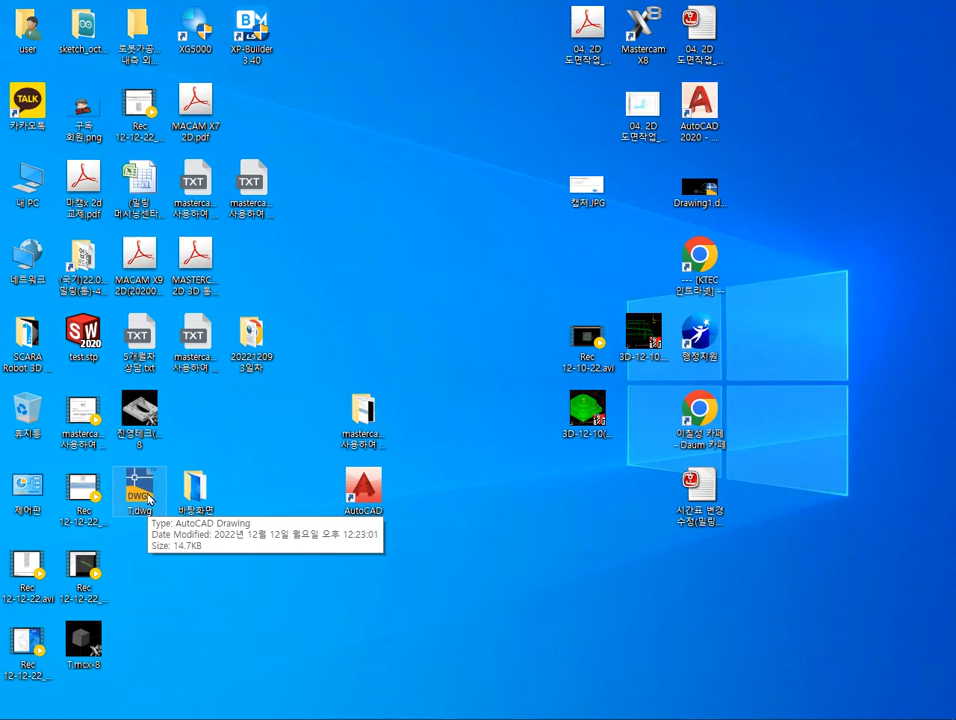 user
sketch_oct...
로봇가공...
내측 외...
XG5000
XP-Builder
3.40
04. 2D
도면작업_...
Mastercam
X8
04. 2D
도면작업_...
TALK
카카오톡
구독
회원.png
Rec
12-12-22_...
MACAM X7
2D.pdf
04. 2D
도면작업_...
AutoCAD
2020 - ...
내 PC
마캠x 2d
교제.pdf
(밀링
머시닝센타...
TXT
masterca...
사용하여 ...
TXT
masterca...
사용하여 ...
캡처.JPG
Drawing1.d...
네트워크
(국기)22.0...
밀링(홀)-4...
MACAM X9
2D(20200...
MASTERC...
2D 3D 홀...
--- [KTEC
인트라넷] --
SCARA
Robot 3D ...
SW
2020
test.stp
TXT
5개월차
상담.txt
TXT
masterca...
사용하여 ...
20221209
3일차
Rec
12-10-22.avi
3D-12-10...
행정지원
휴지통
masterca...
사용하여 ...
진영테크(...
8
masterca...
사용하여 ...
3D-12-10(...
이칠성 카페
- Daum 카페
제어판
Rec
12-12-22_...
DWG
T.dwg
바탕화면
AutoCAD
시간표 변경
수정(밀링...
Type: AutoCAD Drawing
Date Modified: 2022년 12월 12일 월요일 오후 12:23:01
Size: 14.7KB
Rec
12-12-22.avi
Rec
12-12-22_...
Rec
12-12-22_...
T.mcx-8